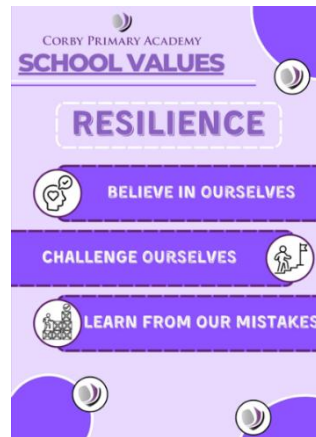 CORBY PRIMARY ACADEMY
SCHOOL VALUES
RESILIENCE
BELIEVE IN OURSELVES
CHALLENGE OURSELVES
LEARN FROM OUR MISTAKES